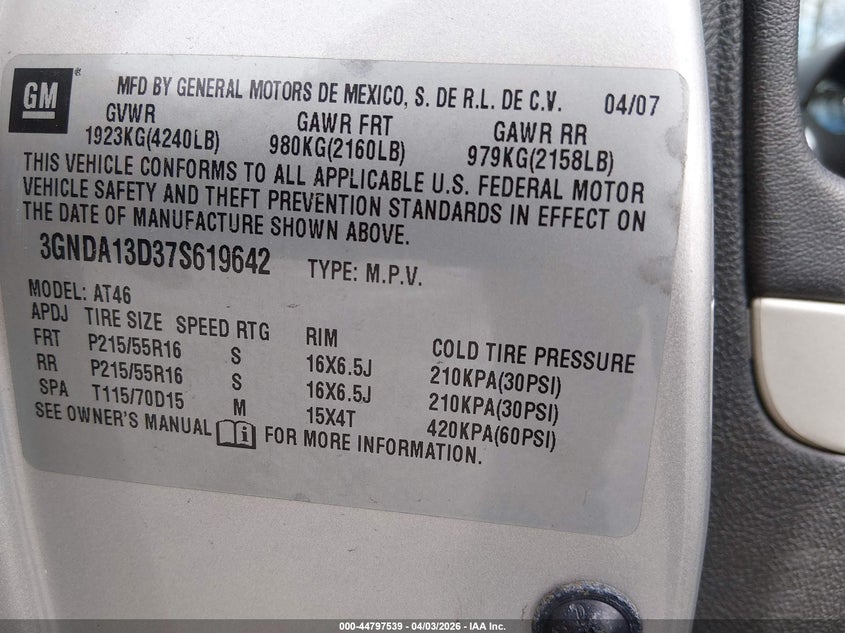 GM
®
MFD BY GENERAL MOTORS DE MEXICO, S. DE R.L. DE C.V. 04/07
GVWR GAWR FRT GAWR RR
1923KG(4240LB) 980KG(2160LB) 979KG(2158LB)
THIS VEHICLE CONFORMS TO ALL APPLICABLE U.S. FEDERAL MOTOR
VEHICLE SAFETY AND THEFT PREVENTION STANDARDS IN EFFECT ON
THE DATE OF MANUFACTURE SHOWN ABOVE.
3GNDA13D37S619642 TYPE: M.P.V.
MODEL: AT46
APDJ TIRE SIZE SPEED RTG RIM COLD TIRE PRESSURE
FRT P215/55R16 S 16X6.5J 210KPA(30PSI)
RR P215/55R16 S 16X6.5J 210KPA(30PSI)
SPA T115/70D15 M 15X4T 420KPA(60PSI)
SEE OWNER'S MANUAL FOR MORE INFORMATION.
000-44797539 - 04/03/2026 - IAA Inc.